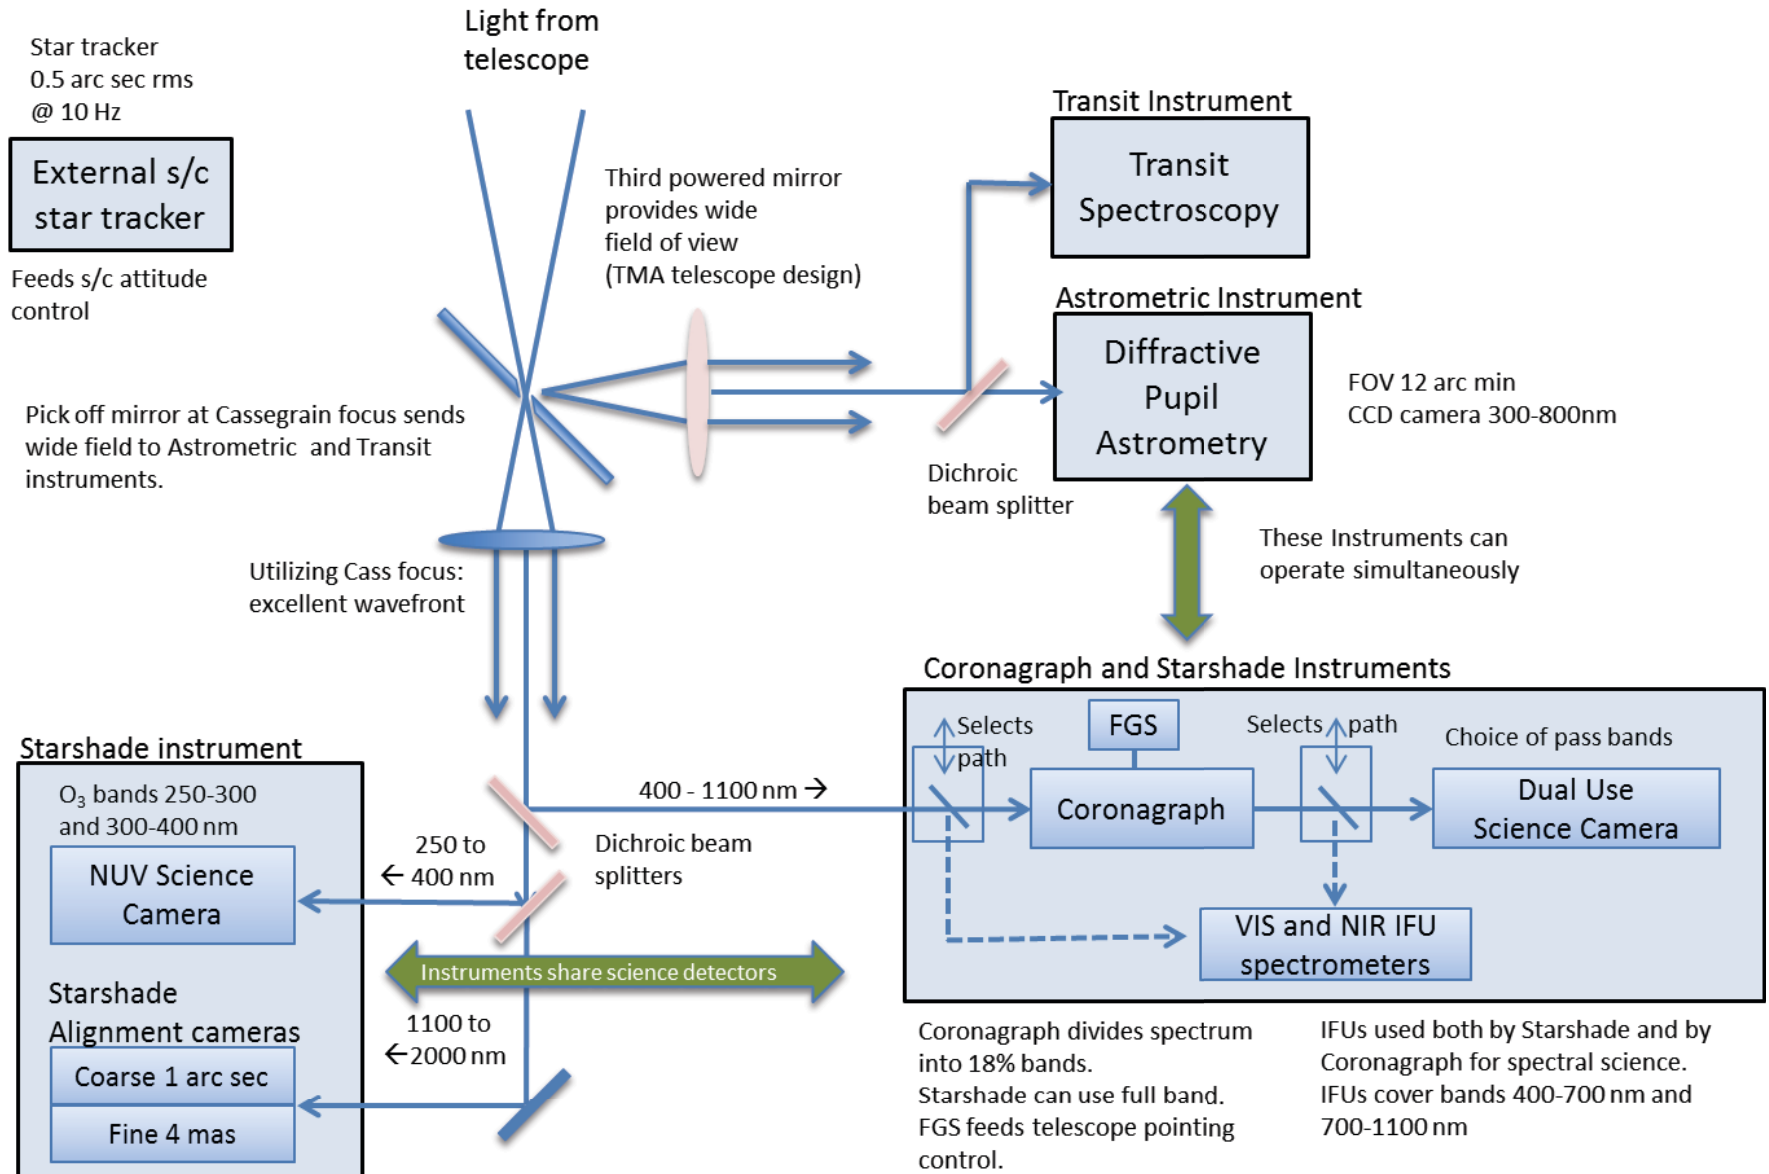 Light from
telescope
Star tracker
0.5 arc sec rms
@ 10 Hz
External s/c
star tracker
Feeds s/c attitude
control
Third powered mirror
provides wide
field of view
(TMA telescope design)
Transit Instrument
Transit
Spectroscopy
Astrometric Instrument
Diffractive
Pupil
Astrometry
FOV 12 arc min
CCD camera 300-800nm
Pick off mirror at Cassegrain focus sends
wide field to Astrometric and Transit
instruments.
Dichroic
beam splitter
These Instruments can
operate simultaneously
Utilizing Cass focus:
excellent wavefront
Coronagraph and Starshade Instruments
Selects
path
FGS
Selects path
Choice of pass bands
Coronagraph
Dual Use
Science Camera
VIS and NIR IFU
spectrometers
400 - 1100 nm →
Dichroic beam
splitters
Starshade instrument
O₃ bands 250-300
and 300-400 nm
NUV Science
Camera
250 to
← 400 nm
Instruments share science detectors
Starshade
Alignment cameras
Coarse 1 arc sec
Fine 4 mas
1100 to
←2000 nm
Coronagraph divides spectrum
into 18% bands.
Starshade can use full band.
FGS feeds telescope pointing
control.
IFUs used both by Starshade and by
Coronagraph for spectral science.
IFUs cover bands 400-700 nm and
700-1100 nm